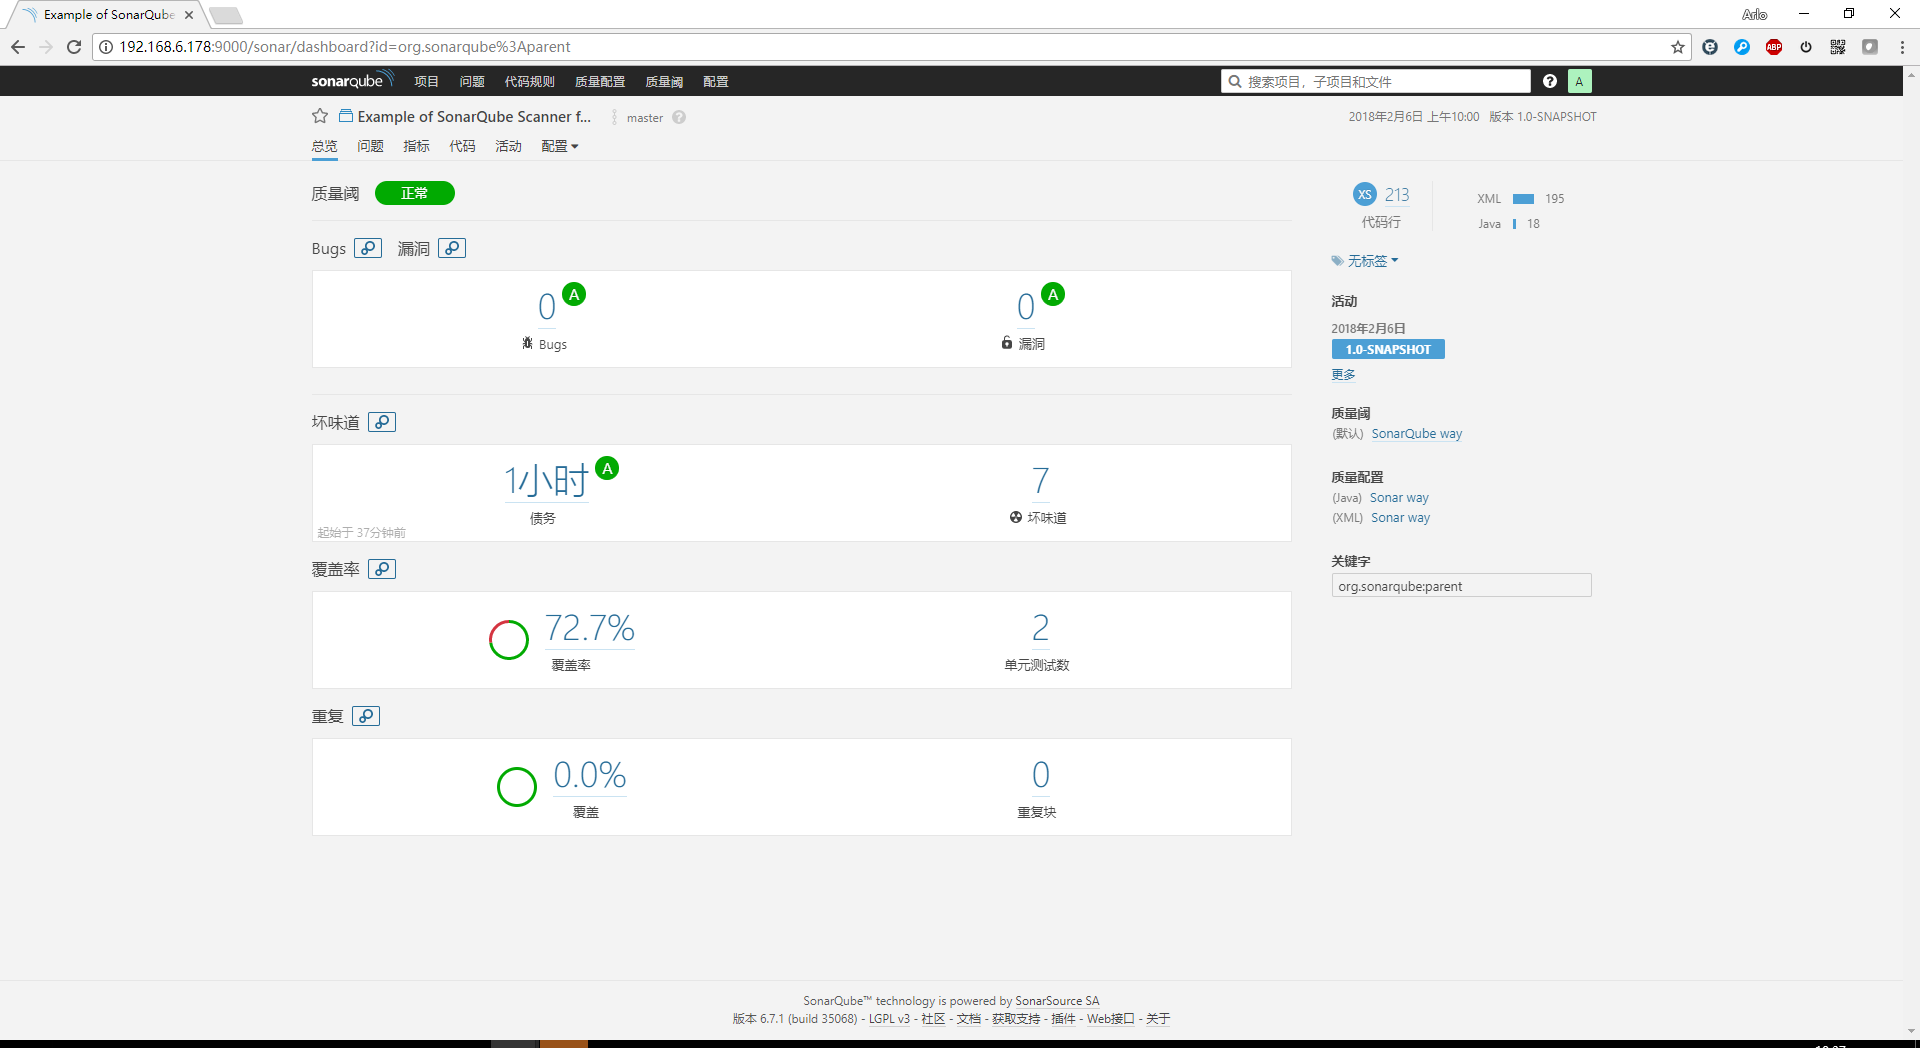 Example of SonarQube
Arlo
192.168.6.178:9000/sonar/dashboard?id=org.sonarqube%3Aparent
ABP
sonarqube 项目 问题 代码规则 质量配置 质量阈 配置 搜索项目，子项目和文件 ? A
Example of SonarQube Scanner f... master ? 2018年2月6日 上午10:00 版本 1.0-SNAPSHOT
总览 问题 指标 代码 活动 配置
质量阈 正常
Bugs 漏洞
0 A 0 A
Bugs 漏洞
坏味道
1小时 A 7
债务 坏味道
起始于 37分钟前
覆盖率
72.7% 2
覆盖率 单元测试数
重复
0.0% 0
覆盖 重复块
XS 213 XML 195
代码行 Java 18
无标签
活动
2018年2月6日
1.0-SNAPSHOT
更多
质量阈
(默认) SonarQube way
质量配置
(Java) Sonar way
(XML) Sonar way
关键字
org.sonarqube:parent
SonarQube™ technology is powered by SonarSource SA
版本 6.7.1 (build 35068) - LGPL v3 - 社区 - 文档 - 获取支持 - 插件 - Web接口 - 关于